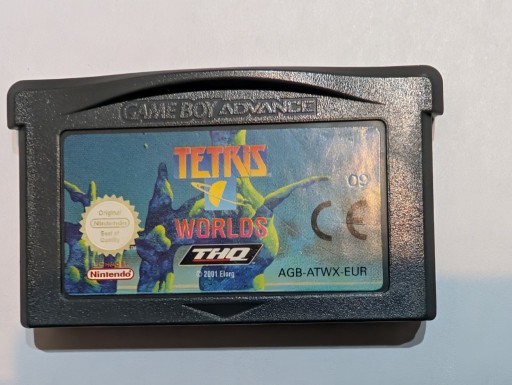 GAME BOY ADVANCE
TETRIS
09
Original
Nintendo
Seal of
Quality
WORLDS
CE
THQ
Nintendo
© 2001 Elorg
AGB-ATWX-EUR